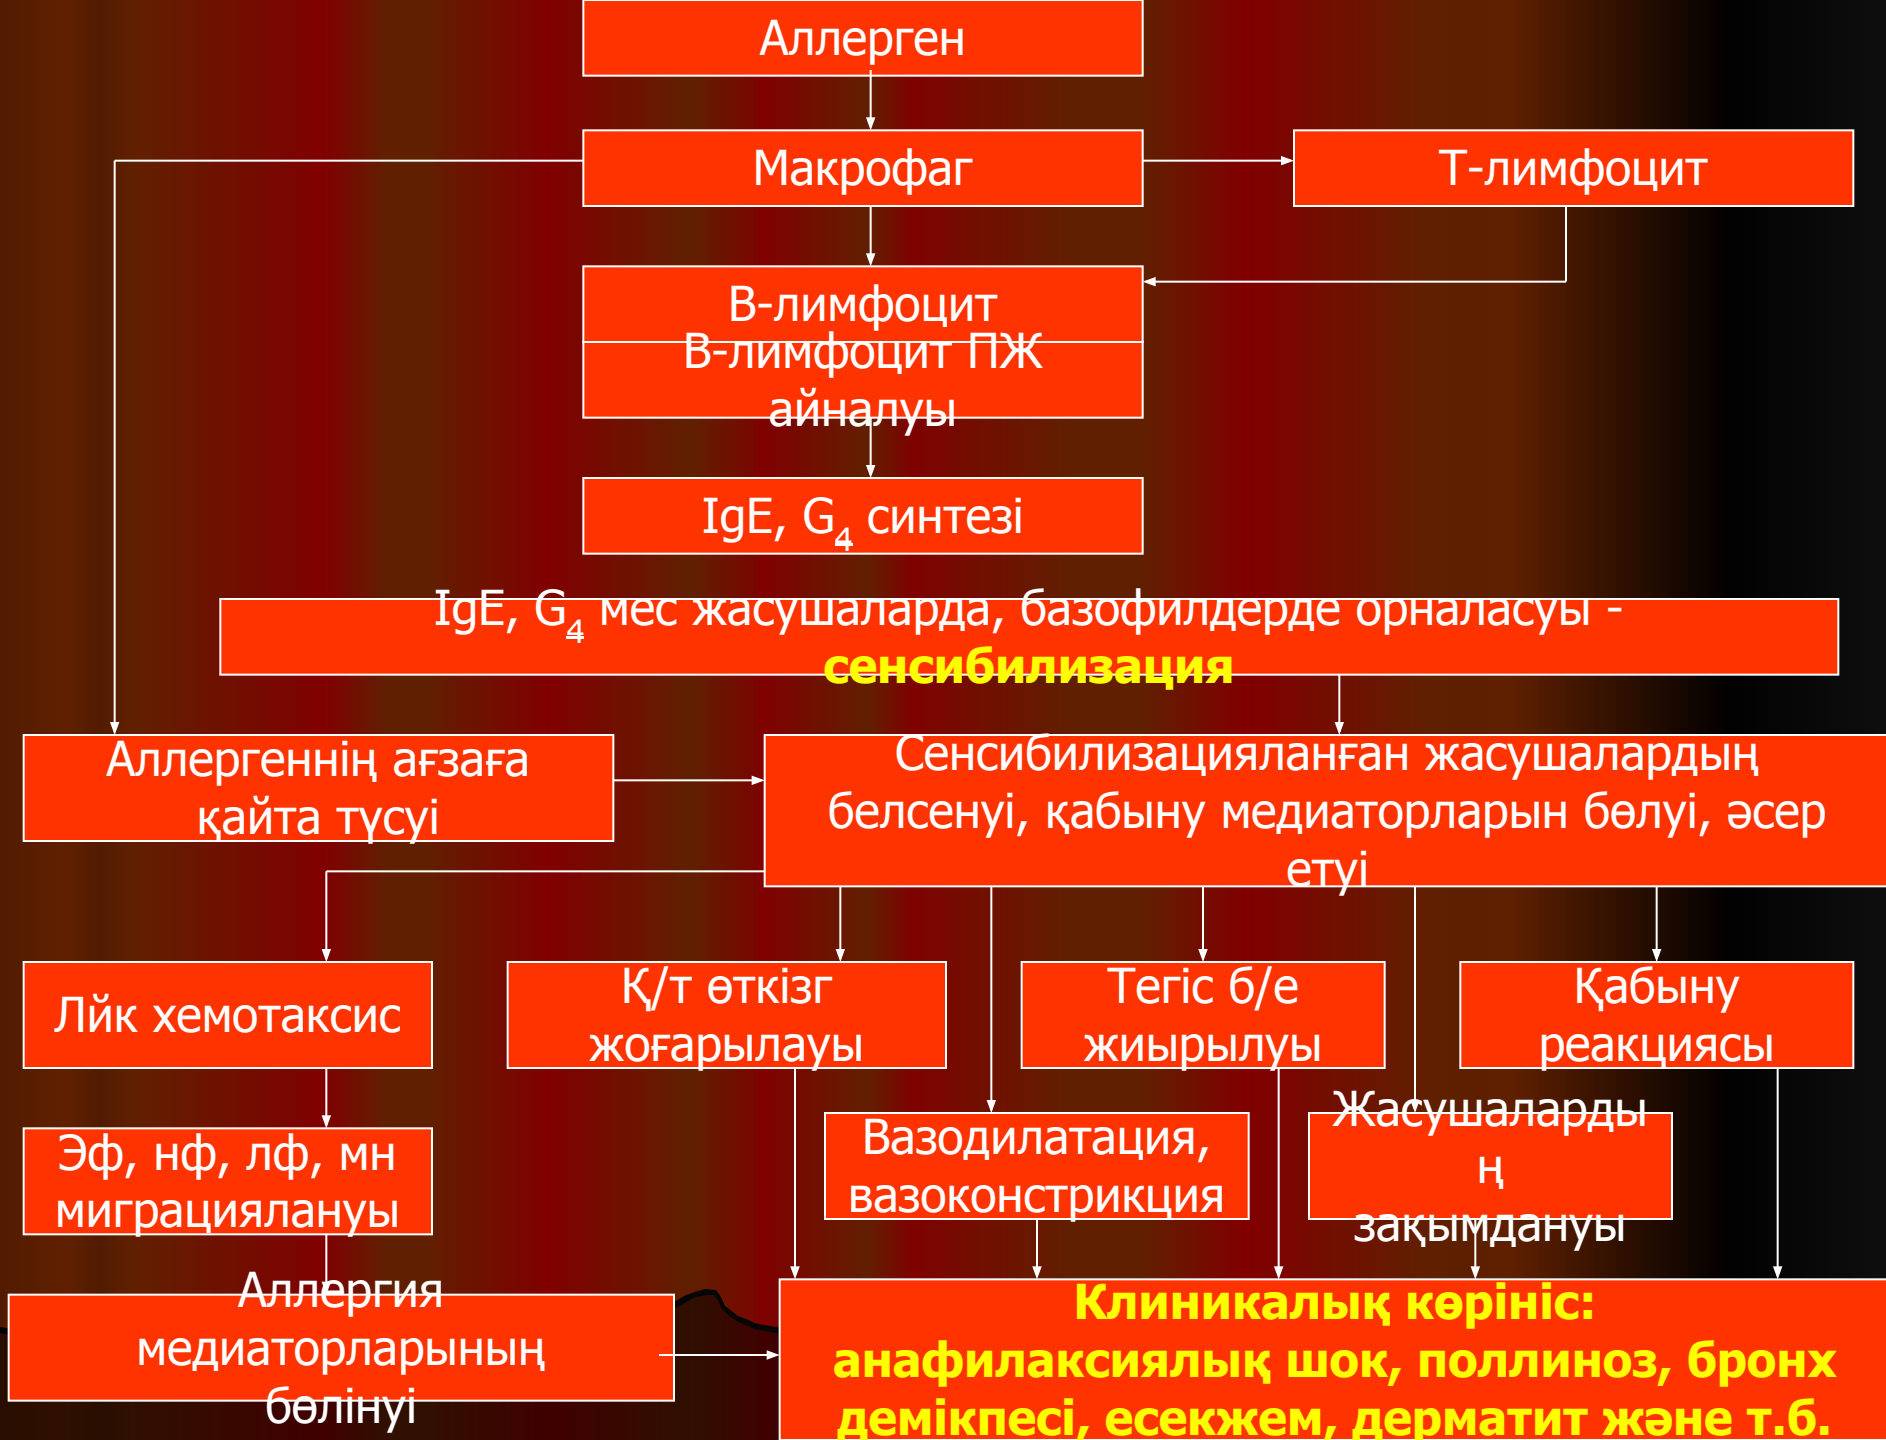 Аллерген
Макрофаг
Т-лимфоцит
В-лимфоцит
В-лимфоцит ПЖ
айналуы
IgE, G4 синтезі
IgE, G4 мес жасушаларда, базофилдерде орналасуы -
сенсибилизация
Аллергеннің ағзаға
қайта түсуі
Сенсибилизацияланған жасушалардың
белсенуі, қабыну медиаторларын бөлуі, әсер
етуі
Лйк хемотаксис
Қ/т өткізг
жоғарылауы
Тегіс б/е
жиырылуы
Қабыну
реакциясы
Эф, нф, лф, мн
миграциялануы
Вазодилатация,
вазоконстрикция
Жасушаларды
ң
зақымдануы
Аллергия
медиаторларының
бөлінуі
Клиникалық көрініс:
анафилаксиялық шок, поллиноз, бронх
демікпесі, есекжем, дерматит және т.б.